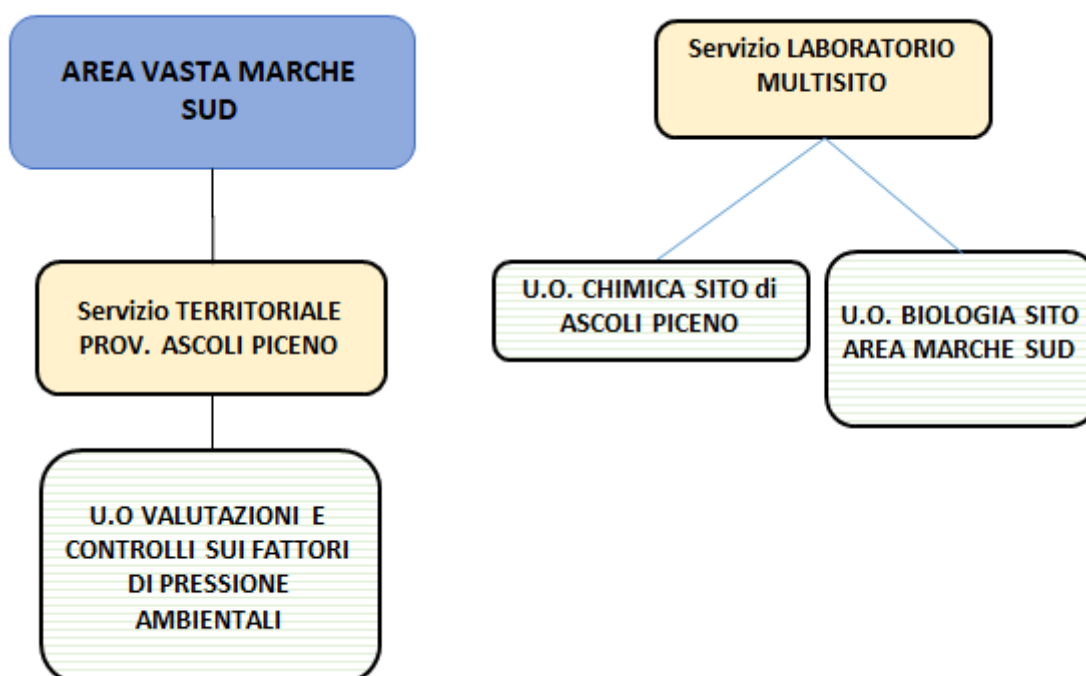 AREA VASTA MARCHE
SUD
Servizio TERRITORIALE
PROV. ASCOLI PICENO
U.O VALUTAZIONI E
CONTROLLI SUI FATTORI
DI PRESSIONE
AMBIENTALI
Servizio LABORATORIO
MULTISITO
U.O. CHIMICA SITO di
ASCOLI PICENO
U.O. BIOLOGIA SITO
AREA MARCHE SUD